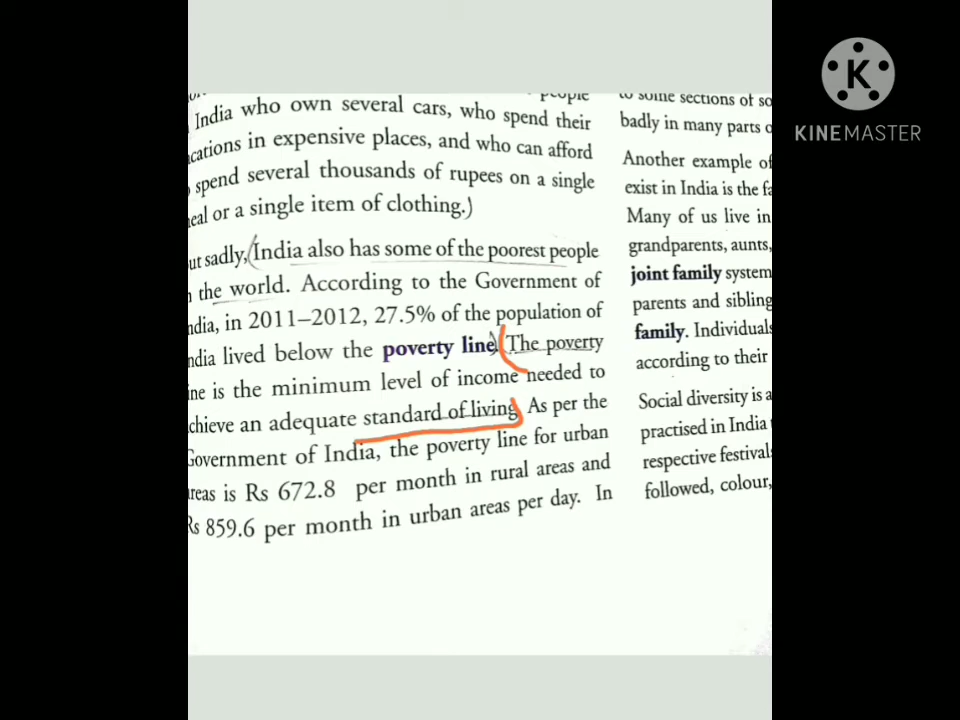 people
India who own several cars, who spend their
cations in expensive places, and who can afford
spend several thousands of rupees on a single
eal or a single item of clothing.)
ut sadly, (India also has some of the poorest people
the world. According to the Government of
ndia, in 2011–2012, 27.5% of the population of
ndia lived below the poverty line.) (The poverty
ine is the minimum level of income needed to
chieve an adequate standard of living. As per the
Government of India, the poverty line for urban
reas is Rs 672.8 per month in rural areas and
Rs 859.6 per month in urban areas per day. In
to some sections of so
badly in many parts o
Another example of
exist in India is the fa
Many of us live in
grandparents, aunts,
joint family system
parents and sibling
family. Individuals
according to their
Social diversity is a
practised in India
respective festivals
followed, colour,
K
KINEMASTER